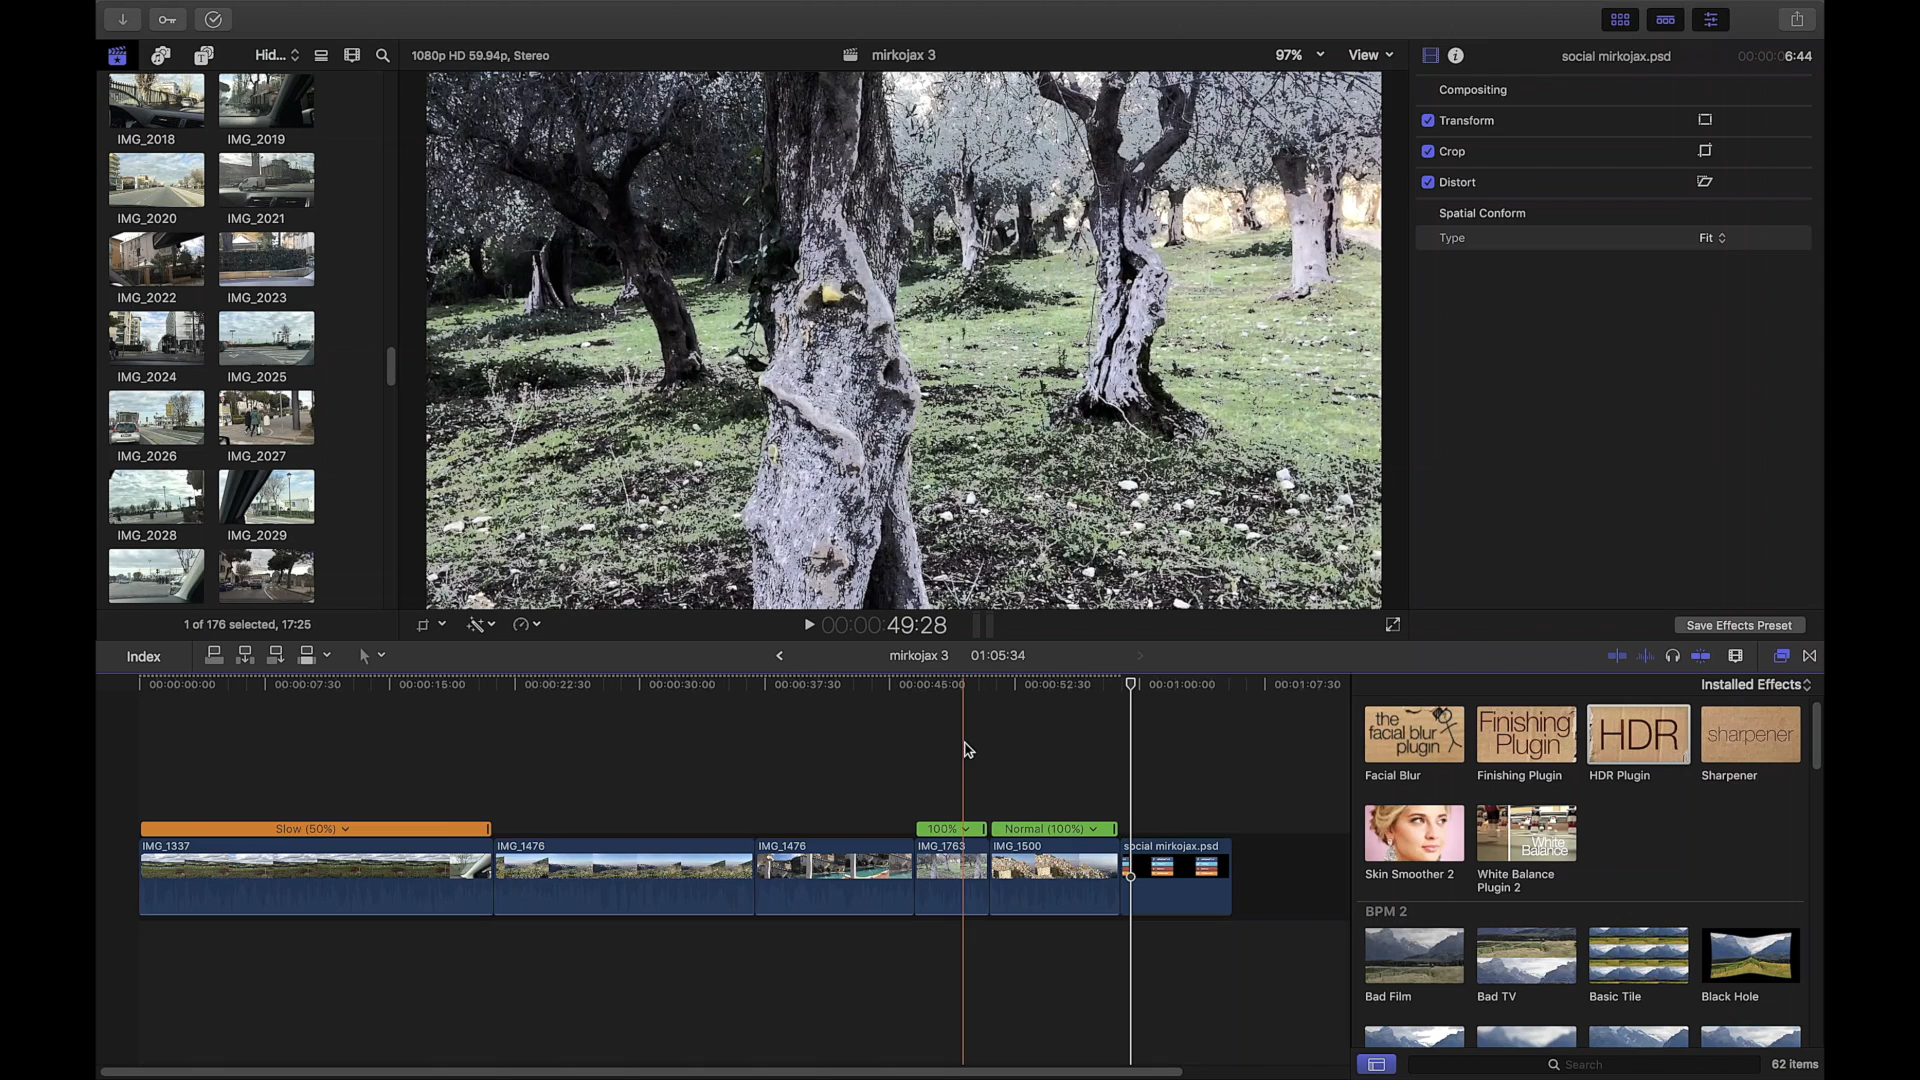 Hid...
1080p HD 59.94p, Stereo
mirkojax 3
97%
View
social mirkojax.psd
00:00:06:44
IMG_2018
IMG_2019
IMG_2020
IMG_2021
IMG_2022
IMG_2023
IMG_2024
IMG_2025
IMG_2026
IMG_2027
IMG_2028
IMG_2029
1 of 176 selected, 17:25
00:00:49:28
Compositing
Transform
Crop
Distort
Spatial Conform
Type
Fit
Save Effects Preset
Index
mirkojax 3
01:05:34
00:00:00:00
00:00:07:30
00:00:15:00
00:00:22:30
00:00:30:00
00:00:37:30
00:00:45:00
00:00:52:30
00:01:00:00
00:01:07:30
Slow (50%)
100%
Normal (100%)
IMG_1337
IMG_1476
IMG_1476
IMG_1763
IMG_1500
social mirkojax.psd
Installed Effects
the
facial blur
plugin
Finishing
Plugin
HDR
sharpener
Facial Blur
Finishing Plugin
HDR Plugin
Sharpener
White
Balance
Skin Smoother 2
White Balance
Plugin 2
BPM 2
Bad Film
Bad TV
Basic Tile
Black Hole
Search
62 items